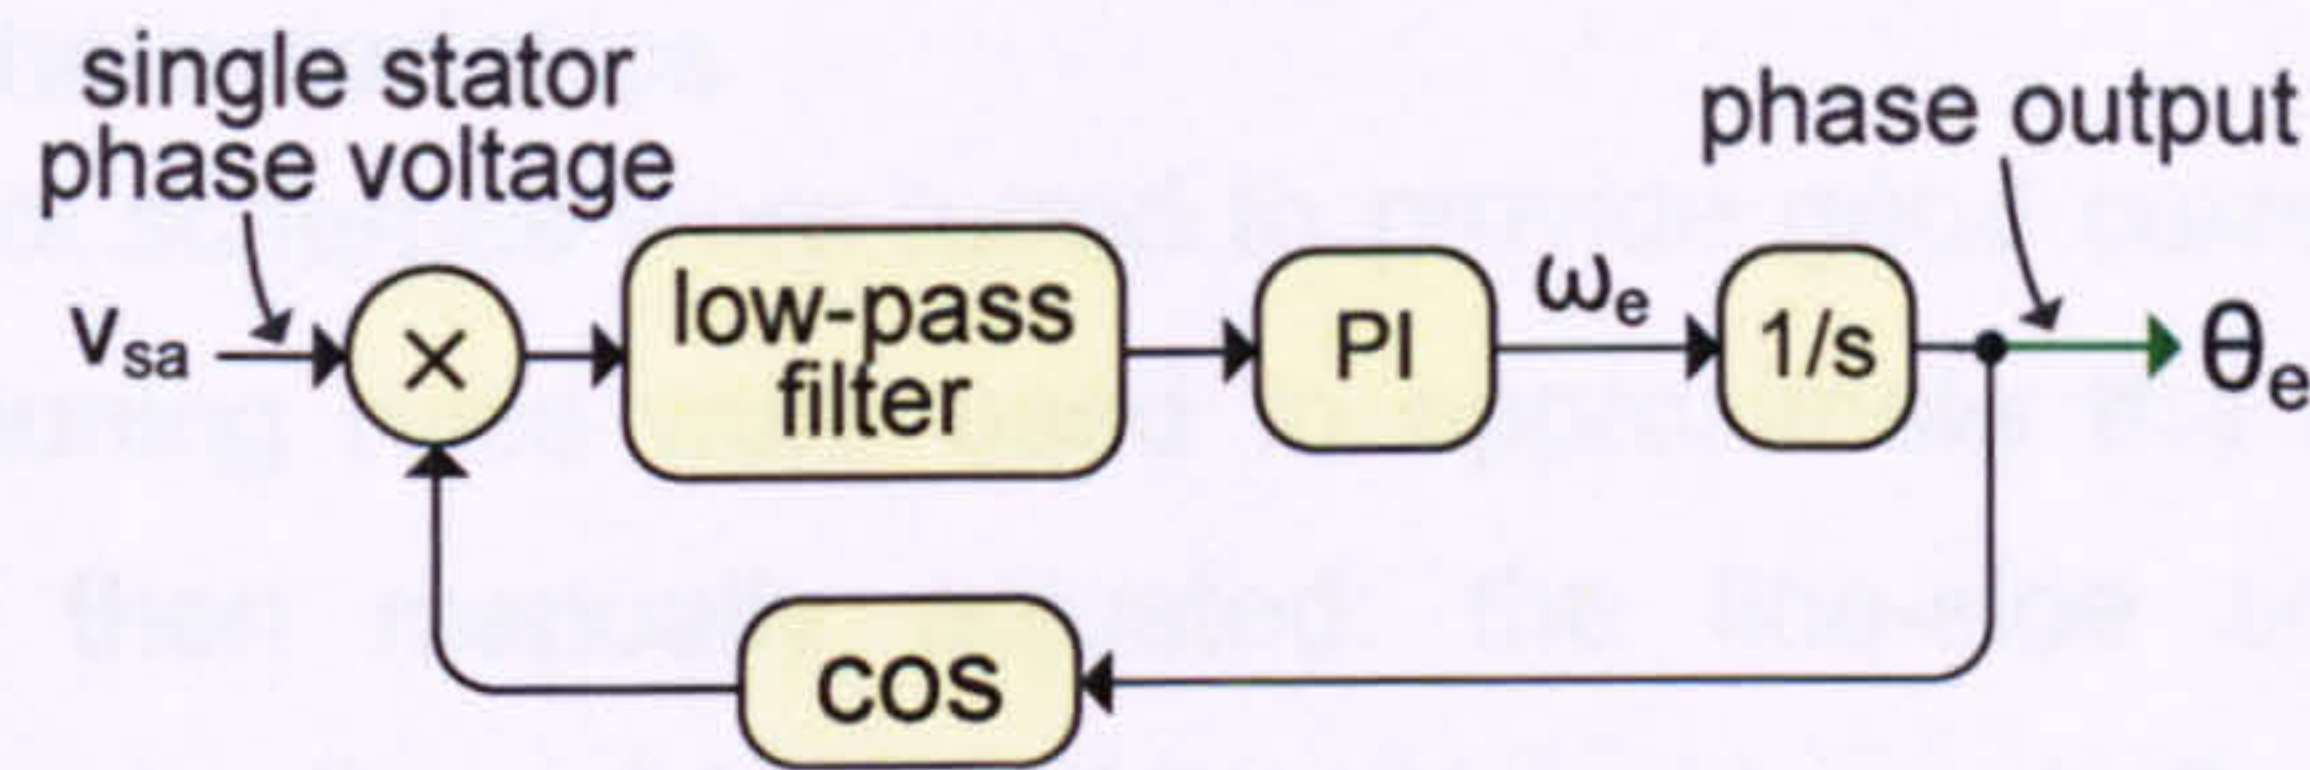 single stator
phase voltage
phase output
v_sa
×
low-pass
filter
PI
ω_e
1/s
θ_e
cos